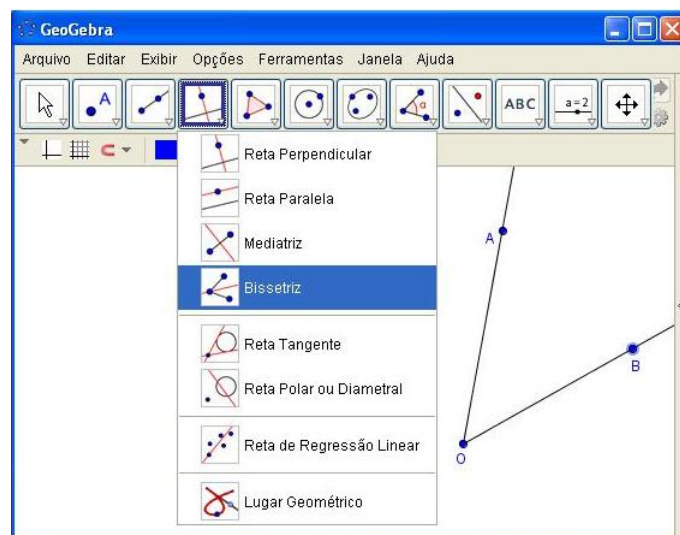 GeoGebra
Arquivo Editar Exibir Opções Ferramentas Janela Ajuda
A α ABC a=2
Reta Perpendicular
Reta Paralela
Mediatriz
Bissetriz
Reta Tangente
Reta Polar ou Diametral
Reta de Regressão Linear
Lugar Geométrico
A
B
O